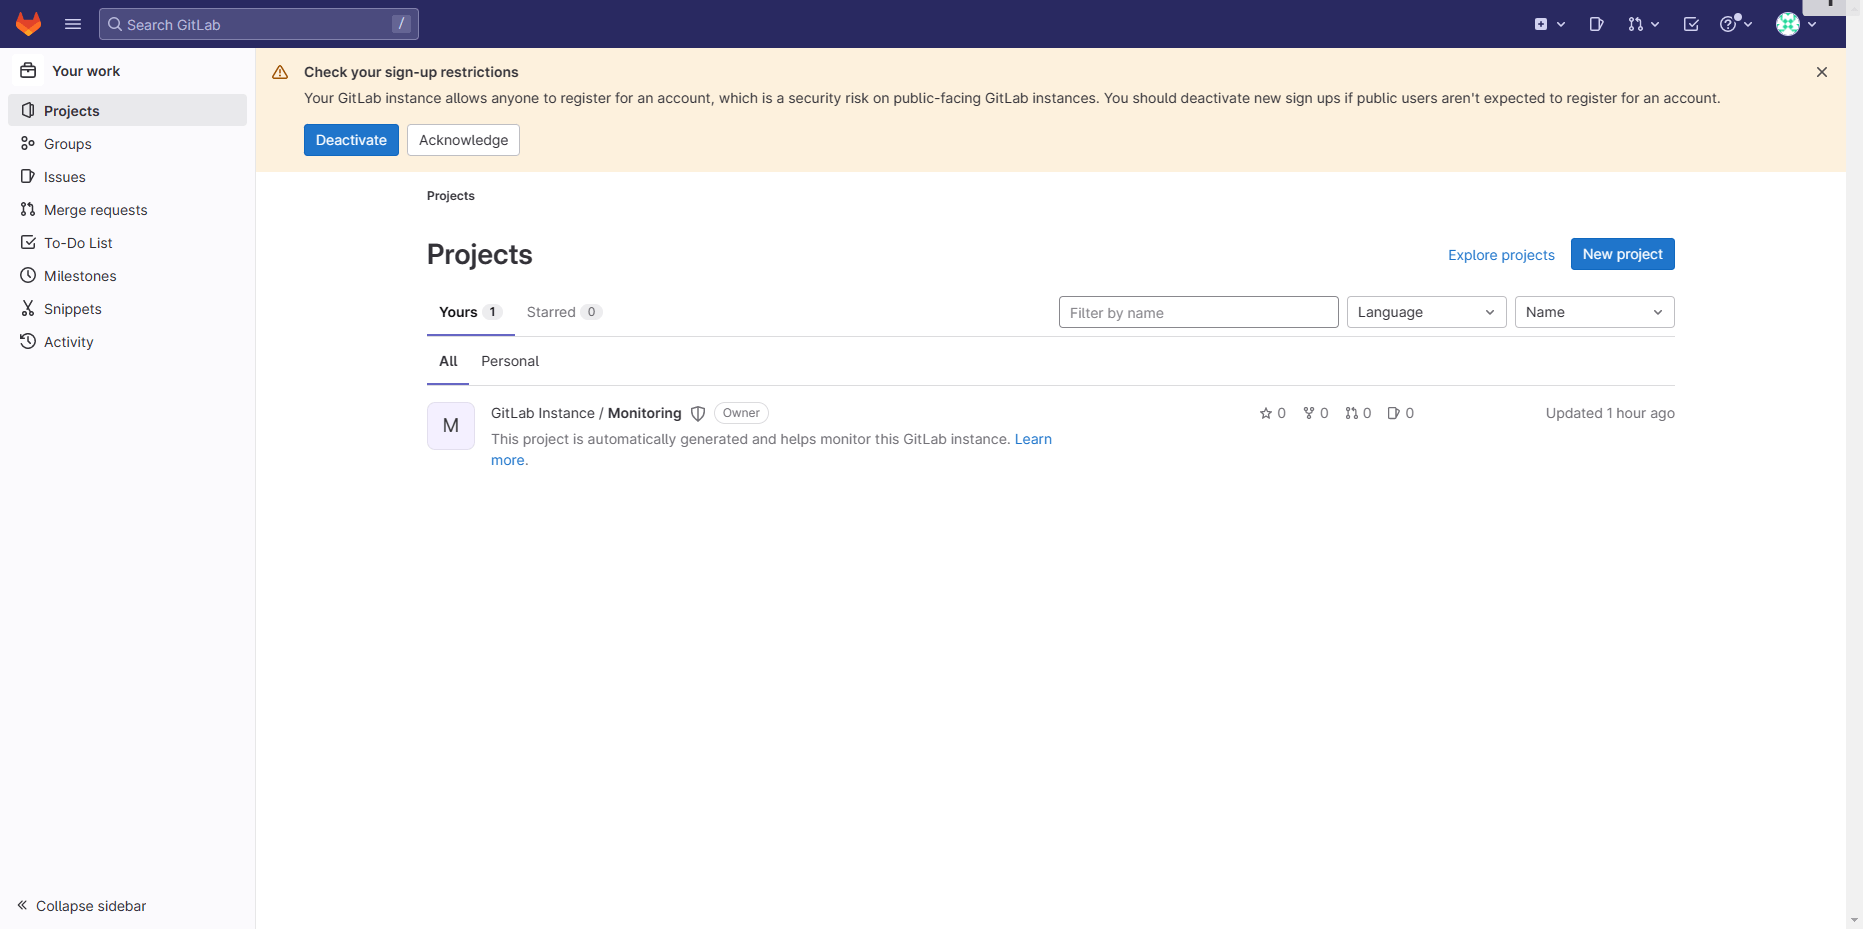 Search GitLab /
Your work
Projects
Groups
Issues
Merge requests
To-Do List
Milestones
Snippets
Activity
Collapse sidebar
Check your sign-up restrictions
Your GitLab instance allows anyone to register for an account, which is a security risk on public-facing GitLab instances. You should deactivate new sign ups if public users aren't expected to register for an account.
Deactivate Acknowledge
Projects
Projects
Explore projects New project
Yours 1 Starred 0
Filter by name Language Name
All Personal
M
GitLab Instance / Monitoring Owner
0 0 0 0
Updated 1 hour ago
This project is automatically generated and helps monitor this GitLab instance. Learn
more.